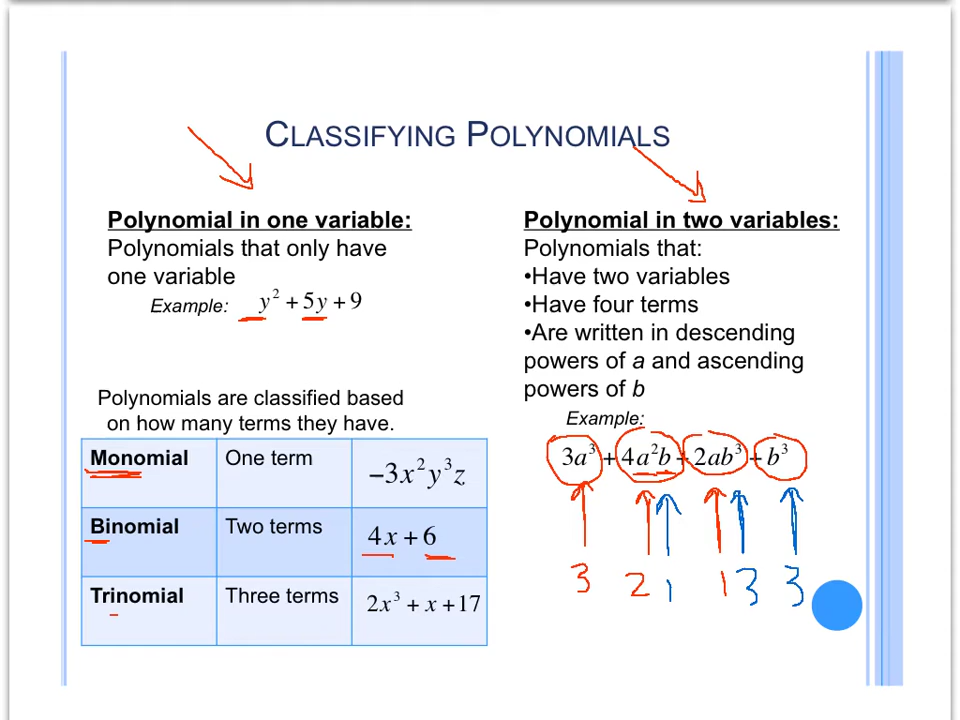 CLASSIFYING POLYNOMIALS
Polynomial in one variable:
Polynomials that only have
one variable
Example: y² + 5y + 9
Polynomials are classified based
on how many terms they have.
Monomial One term −3x²y³z
Binomial Two terms 4x + 6
Trinomial Three terms 2x³ + x + 17
Polynomial in two variables:
Polynomials that:
•Have two variables
•Have four terms
•Are written in descending
powers of a and ascending
powers of b
Example:
3a³ + 4a²b + 2ab³ + b³
3 2 1 1 3 3